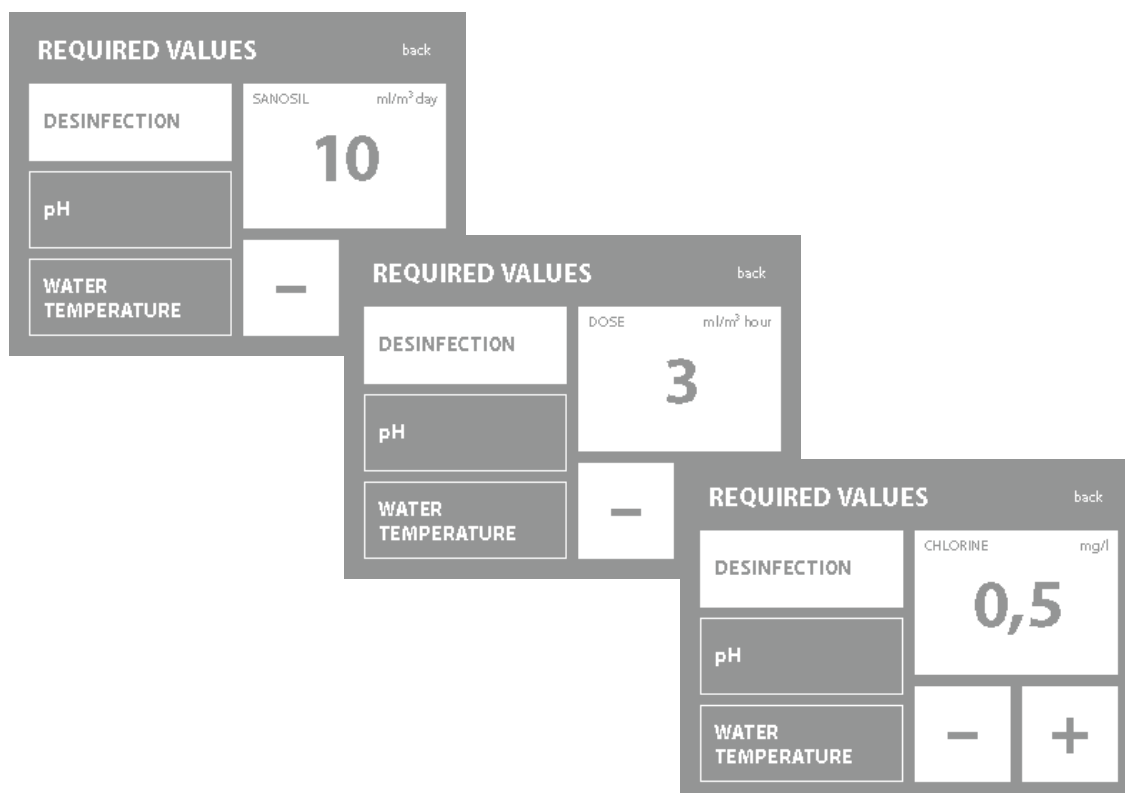 REQUIRED VALUES back
DESINFECTION
SANOSIL ml/m³ day
10
pH
WATER
TEMPERATURE
–
REQUIRED VALUES back
DESINFECTION
DOSE ml/m³ hour
3
pH
WATER
TEMPERATURE
–
REQUIRED VALUES back
DESINFECTION
CHLORINE mg/l
0,5
pH
WATER
TEMPERATURE
– +